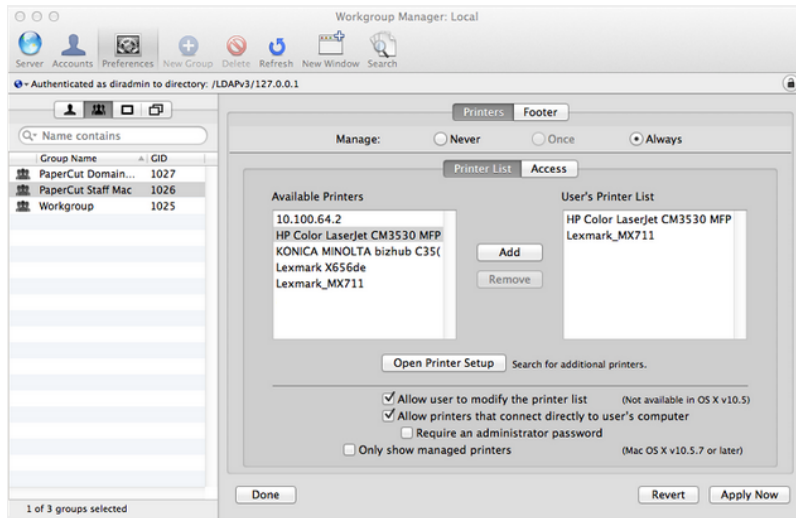 Workgroup Manager: Local
Server Accounts Preferences New Group Delete Refresh New Window Search
Authenticated as diradmin to directory: /LDAPv3/127.0.0.1
Printers Footer
Name contains
Manage: Never Once Always
Group Name GID
PaperCut Domain... 1027
PaperCut Staff Mac 1026
Workgroup 1025
Printer List Access
Available Printers
10.100.64.2
HP Color LaserJet CM3530 MFP
KONICA MINOLTA bizhub C35(
Lexmark X656de
Lexmark_MX711
Add
Remove
User's Printer List
HP Color LaserJet CM3530 MFP
Lexmark_MX711
Open Printer Setup Search for additional printers.
Allow user to modify the printer list (Not available in OS X v10.5)
Allow printers that connect directly to user's computer
Require an administrator password
Only show managed printers (Mac OS X v10.5.7 or later)
Done Revert Apply Now
1 of 3 groups selected